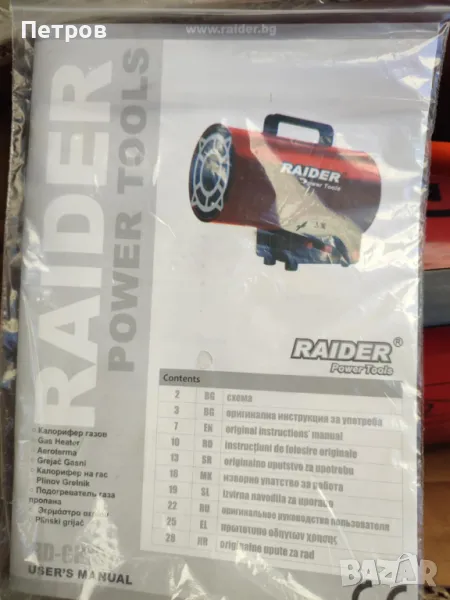 Петров
www.raider.bg
RAIDER
POWER TOOLS
RAIDER
Power Tools
RAIDER®
Power Tools
Contents
2 BG схема
3 BG оригинална инструкция за употреба
7 EN original instructions' manual
10 RO instrucțiuni de folosire originale
13 SR originalno uputstvo za upotrebu
16 MK изворно упатство за работа
19 SL izvirna navodila za uporabo
22 RU оригинальное руководство пользователя
25 EL πρωτότυπο οδηγιών χρήσης
28 HR originalne upute za rad
• Калорифер газов
• Gas Heater
• Aeroterma
• Grejač Gasni
• Калорифер на гас
• Plinov Grelnik
• Подогреватель газа
пропана
Plinski grijač
USER'S MANUAL
BAZAR
CE